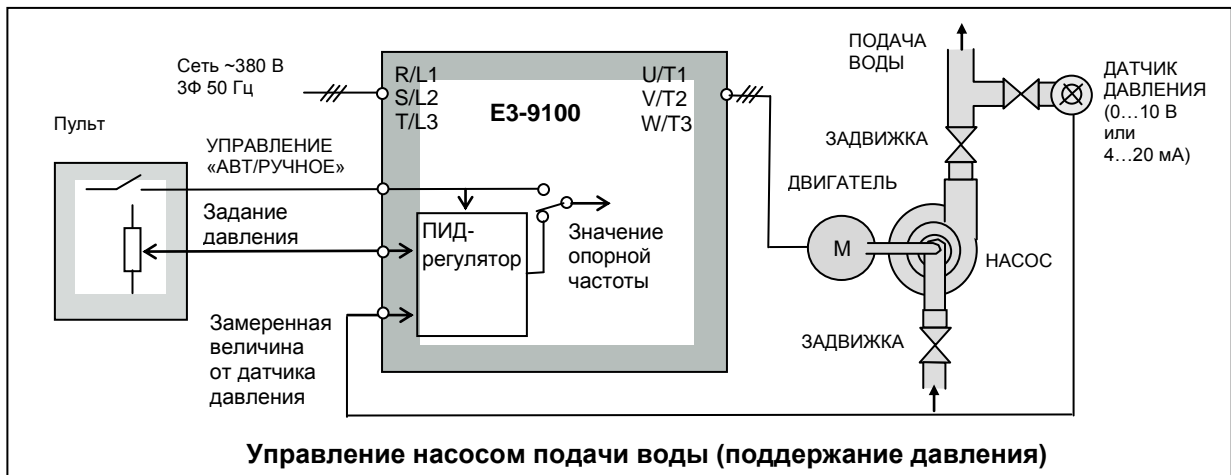 Сеть ~380 В
3Ф 50 Гц
R/L1
S/L2
T/L3
E3-9100
U/T1
V/T2
W/T3
ПОДАЧА
ВОДЫ
ДАТЧИК
ДАВЛЕНИЯ
(0…10 В
или
4…20 мА)
Пульт
УПРАВЛЕНИЕ
«АВТ/РУЧНОЕ»
ЗАДВИЖКА
ДВИГАТЕЛЬ
Задание
давления
ПИД-
регулятор
Значение
опорной
частоты
М
НАСОС
Замеренная
величина
от датчика
давления
ЗАДВИЖКА
Управление насосом подачи воды (поддержание давления)